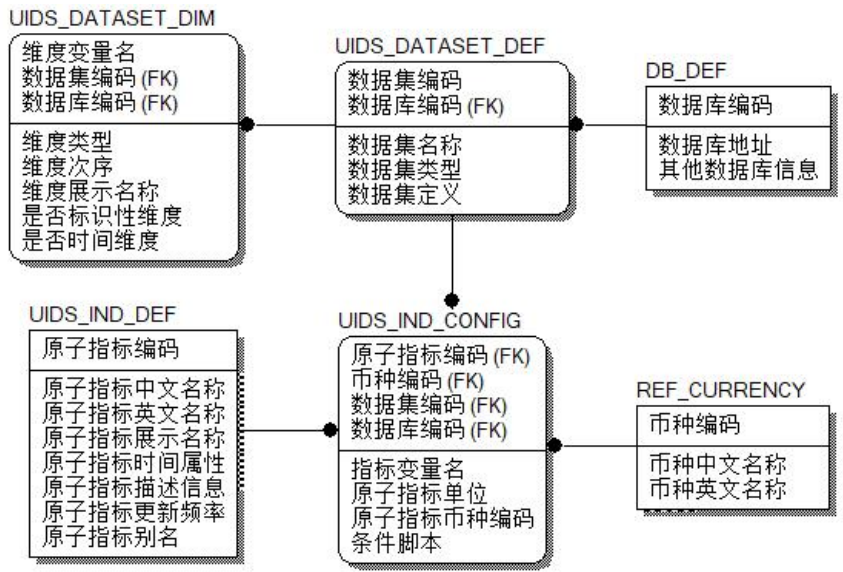 UIDS_DATASET_DIM
维度变量名
数据集编码(FK)
数据库编码(FK)
维度类型
维度次序
维度展示名称
是否标识性维度
是否时间维度
UIDS_DATASET_DEF
数据集编码
数据库编码(FK)
数据集名称
数据集类型
数据集定义
DB_DEF
数据库编码
数据库地址
其他数据库信息
UIDS_IND_DEF
原子指标编码
原子指标中文名称
原子指标英文名称
原子指标展示名称
原子指标时间属性
原子指标描述信息
原子指标更新频率
原子指标别名
UIDS_IND_CONFIG
原子指标编码(FK)
币种编码(FK)
数据集编码(FK)
数据库编码(FK)
指标变量名
原子指标单位
原子指标币种编码
条件脚本
REF_CURRENCY
币种编码
币种中文名称
币种英文名称